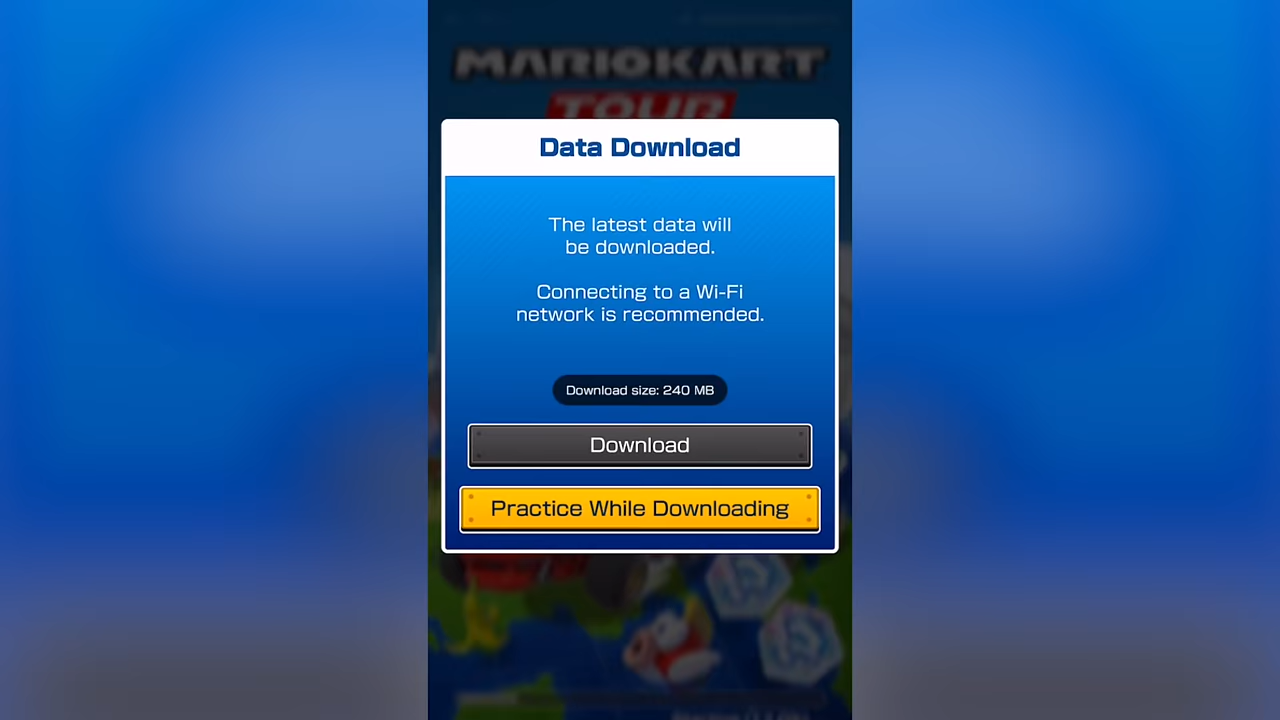 MARIOKART
TOUR
Data Download
The latest data will
be downloaded.
Connecting to a Wi-Fi
network is recommended.
Download size: 240 MB
Download
Practice While Downloading